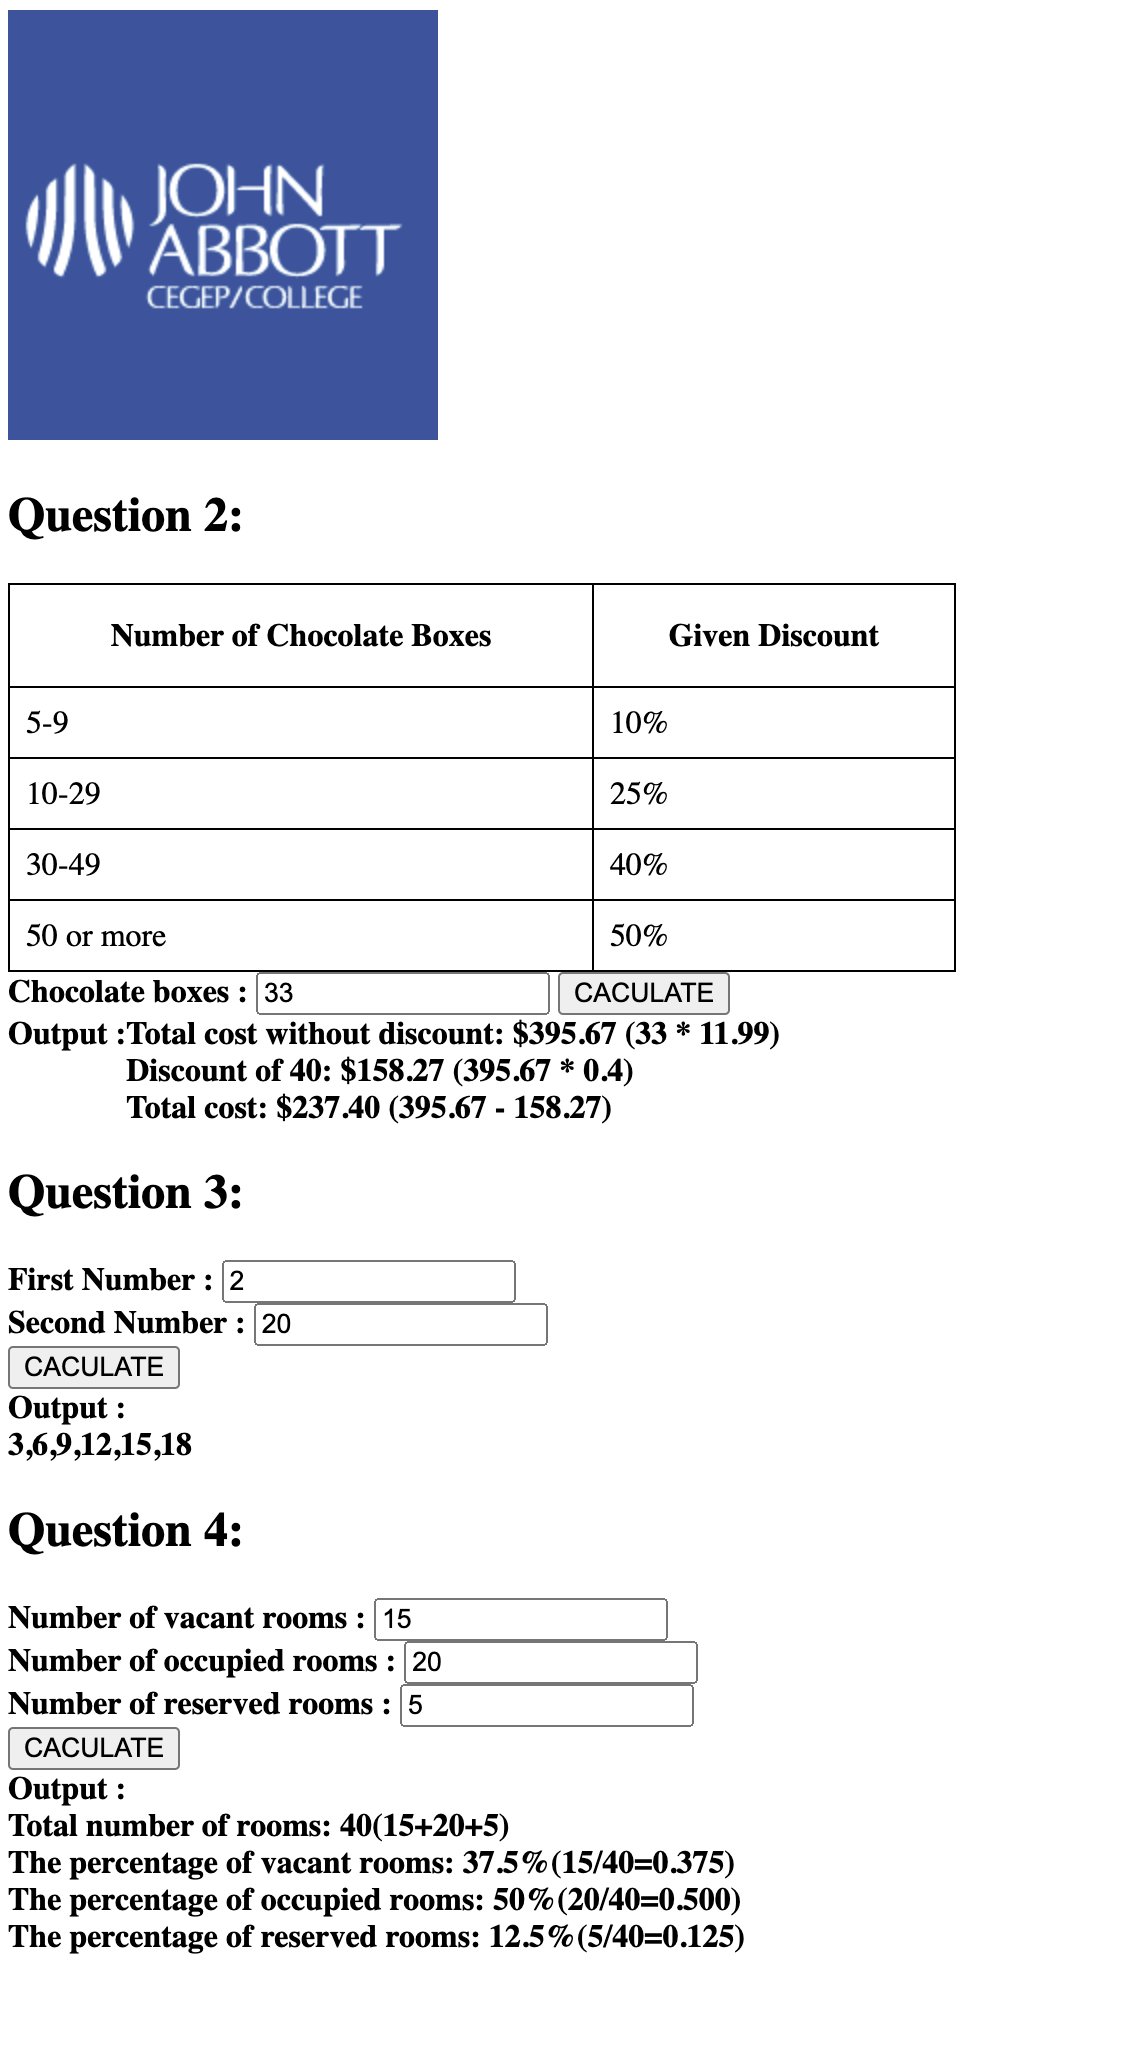 JOHN
ABBOTT
CEGEP/COLLEGE
Question 2:
Number of Chocolate Boxes Given Discount
5-9 10%
10-29 25%
30-49 40%
50 or more 50%
Chocolate boxes : 33 CACULATE
Output :Total cost without discount: $395.67 (33 * 11.99)
Discount of 40: $158.27 (395.67 * 0.4)
Total cost: $237.40 (395.67 - 158.27)
Question 3:
First Number : 2
Second Number : 20
CACULATE
Output :
3,6,9,12,15,18
Question 4:
Number of vacant rooms : 15
Number of occupied rooms : 20
Number of reserved rooms : 5
CACULATE
Output :
Total number of rooms: 40(15+20+5)
The percentage of vacant rooms: 37.5%(15/40=0.375)
The percentage of occupied rooms: 50%(20/40=0.500)
The percentage of reserved rooms: 12.5%(5/40=0.125)